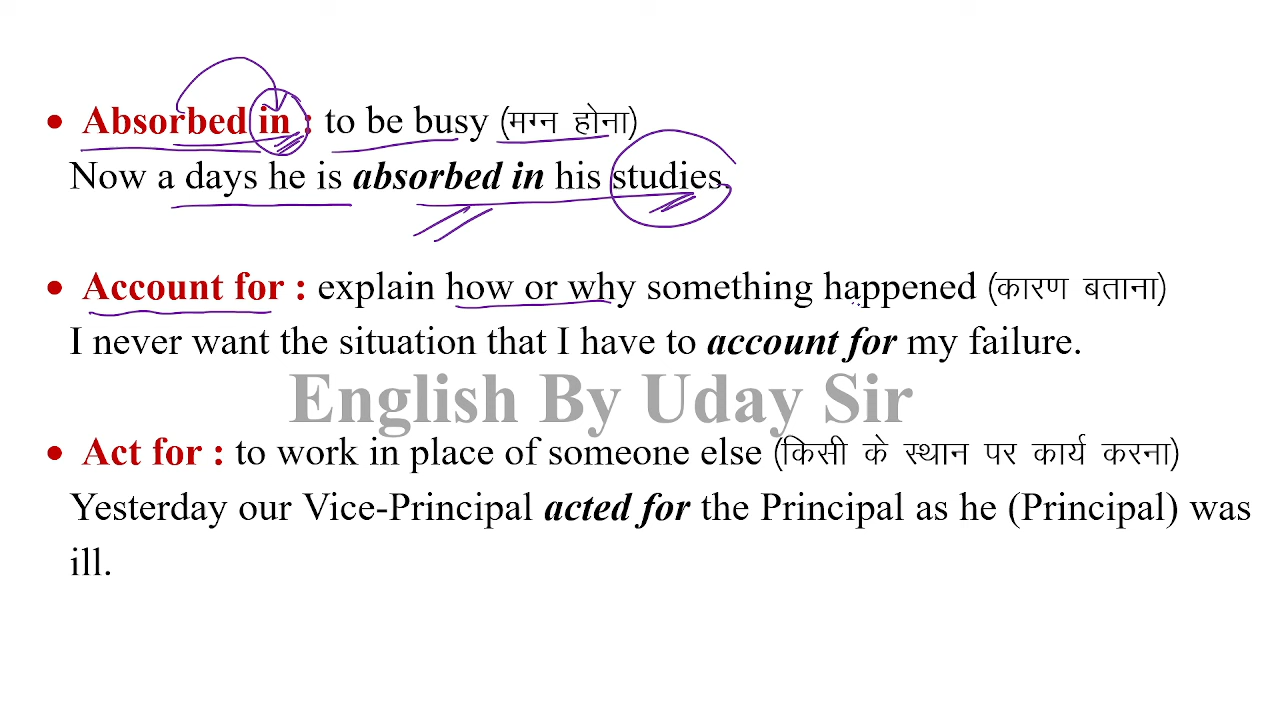 • Absorbed in : to be busy (मग्न होना)
Now a days he is absorbed in his studies.
• Account for : explain how or why something happened (कारण बताना)
I never want the situation that I have to account for my failure.
English By Uday Sir
• Act for : to work in place of someone else (किसी के स्थान पर कार्य करना)
Yesterday our Vice-Principal acted for the Principal as he (Principal) was
ill.